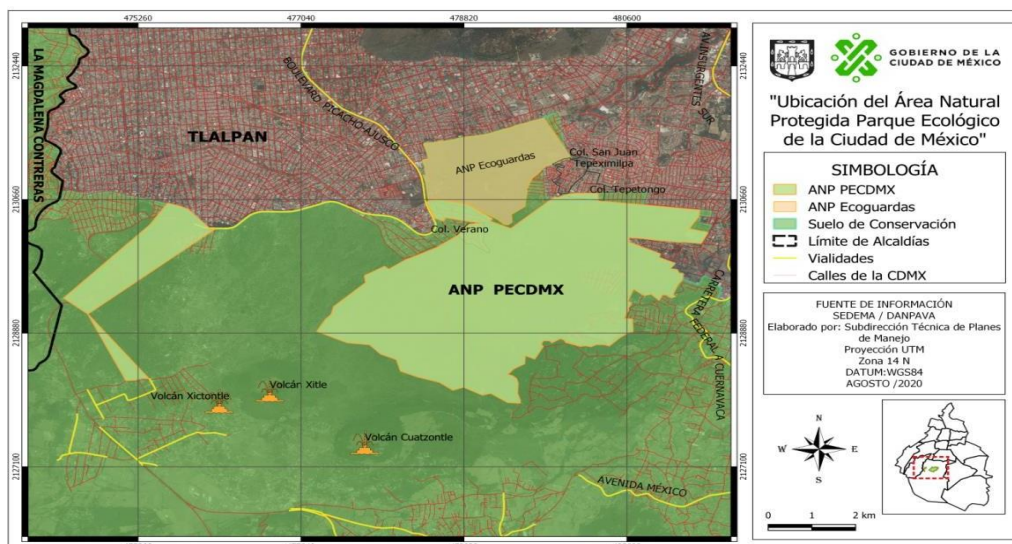 475260
477040
478820
480600
2132440
2130660
2128880
2127100
2132440
2130660
2128880
2127100
LA MAGDALENA CONTRERAS
TLALPAN
BOULEVARD PICACHO-AJUSCO
AV. INSURGENTES SUR
ANP Ecoguardas
Col. San Juan
Tepeximilpa
Col. Tepetongo
Col. Verano
ANP PECDMX
CARRETERA FEDERAL A CUERNAVACA
Volcán Xitle
Volcán Xictontle
Volcán Cuatzontle
AVENIDA MÉXICO
GOBIERNO DE LA
CIUDAD DE MÉXICO
"Ubicación del Área Natural
Protegida Parque Ecológico
de la Ciudad de México"
SIMBOLOGÍA
ANP PECDMX
ANP Ecoguardas
Suelo de Conservación
Límite de Alcaldías
Vialidades
Calles de la CDMX
FUENTE DE INFORMACIÓN
SEDEMA / DANPAVA
Elaborado por: Subdirección Técnica de Planes
de Manejo
Proyección UTM
Zona 14 N
DATUM:WGS84
AGOSTO /2020
N
W E
S
0 1 2 km